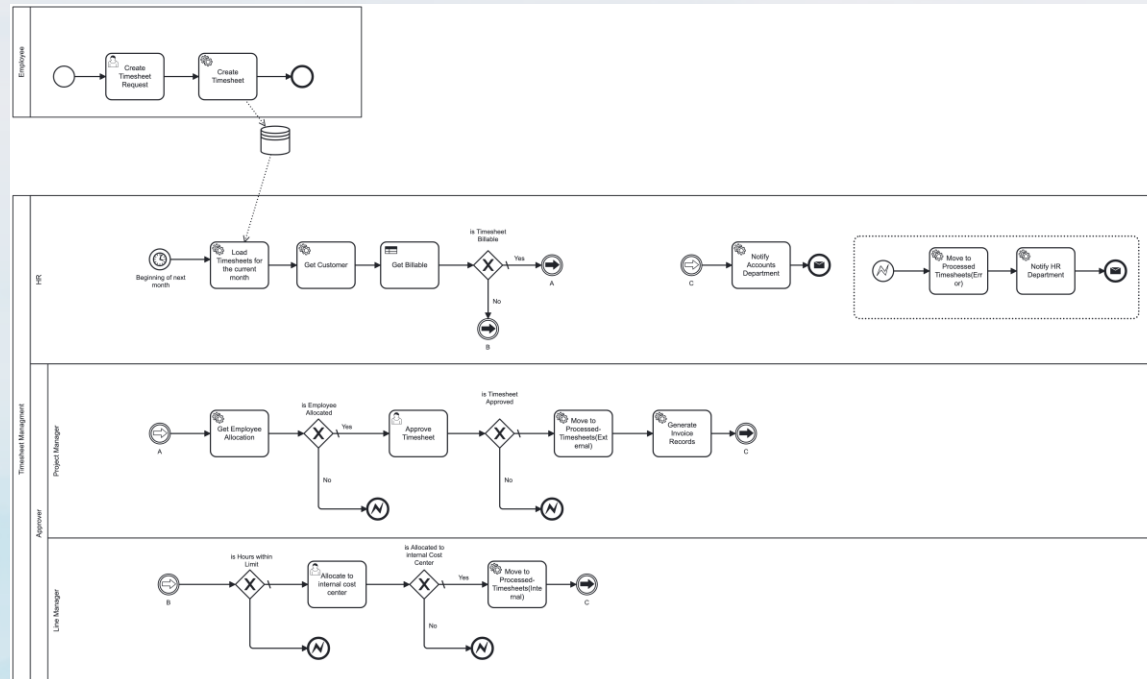 Employee
Create
Timesheet
Request
Create
Timesheet
Timesheet Managment
HR
Beginning of next
month
Load
Timesheets for
the current
month
Get Customer
Get Billable
is Timesheet
Billable
Yes
A
No
B
C
Notify
Accounts
Department
Move to
Processed
Timesheets(Err
or)
Notify HR
Department
Approver
Project Manager
A
Get Employee
Allocation
is Employee
Allocated
Yes
No
Approve
Timesheet
is Timesheet
Approved
No
Move to
Processed-
Timesheets(Ext
ernal)
Generate
Invoice
Records
C
Line Manager
B
is Hours within
Limit
Allocate to
internal cost
center
is Allocated to
internal Cost
Center
Yes
No
Move to
Processed-
Timesheets(Inte
rnal)
C